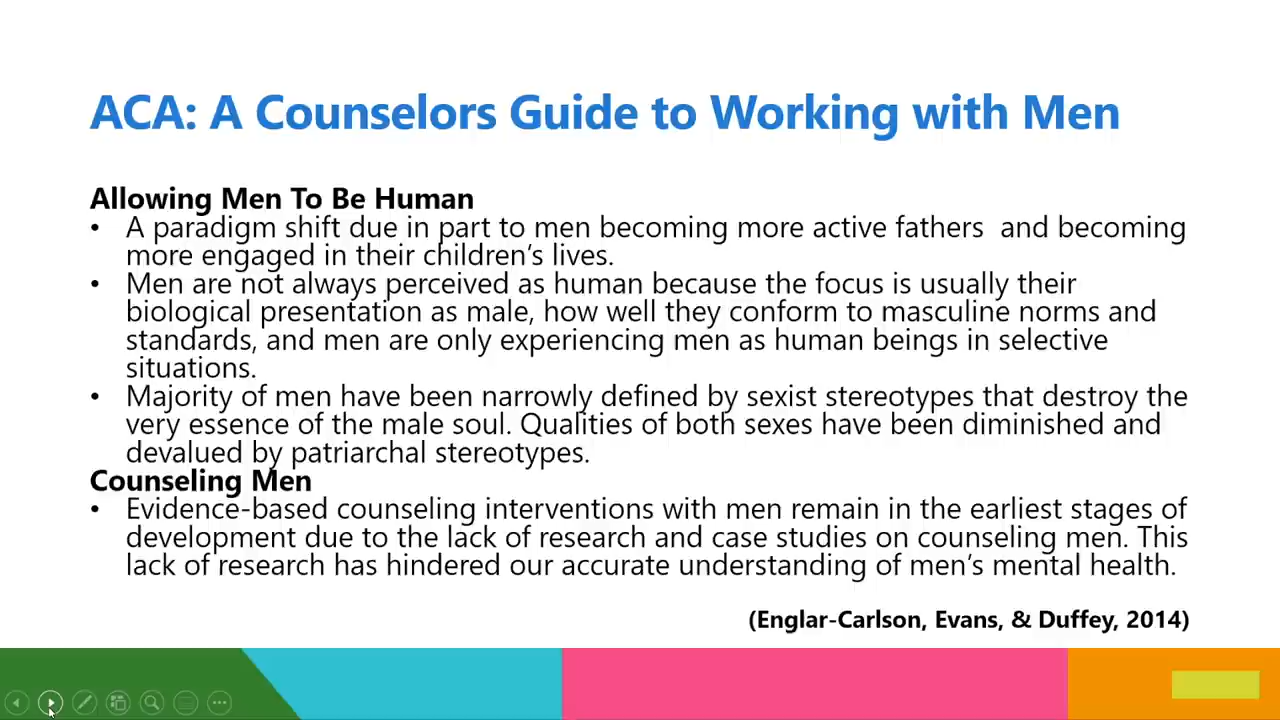 ACA: A Counselors Guide to Working with Men
Allowing Men To Be Human
• A paradigm shift due in part to men becoming more active fathers  and becoming
more engaged in their children’s lives.
• Men are not always perceived as human because the focus is usually their
biological presentation as male, how well they conform to masculine norms and
standards, and men are only experiencing men as human beings in selective
situations.
• Majority of men have been narrowly defined by sexist stereotypes that destroy the
very essence of the male soul. Qualities of both sexes have been diminished and
devalued by patriarchal stereotypes.
Counseling Men
• Evidence-based counseling interventions with men remain in the earliest stages of
development due to the lack of research and case studies on counseling men. This
lack of research has hindered our accurate understanding of men’s mental health.
(Englar-Carlson, Evans, & Duffey, 2014)